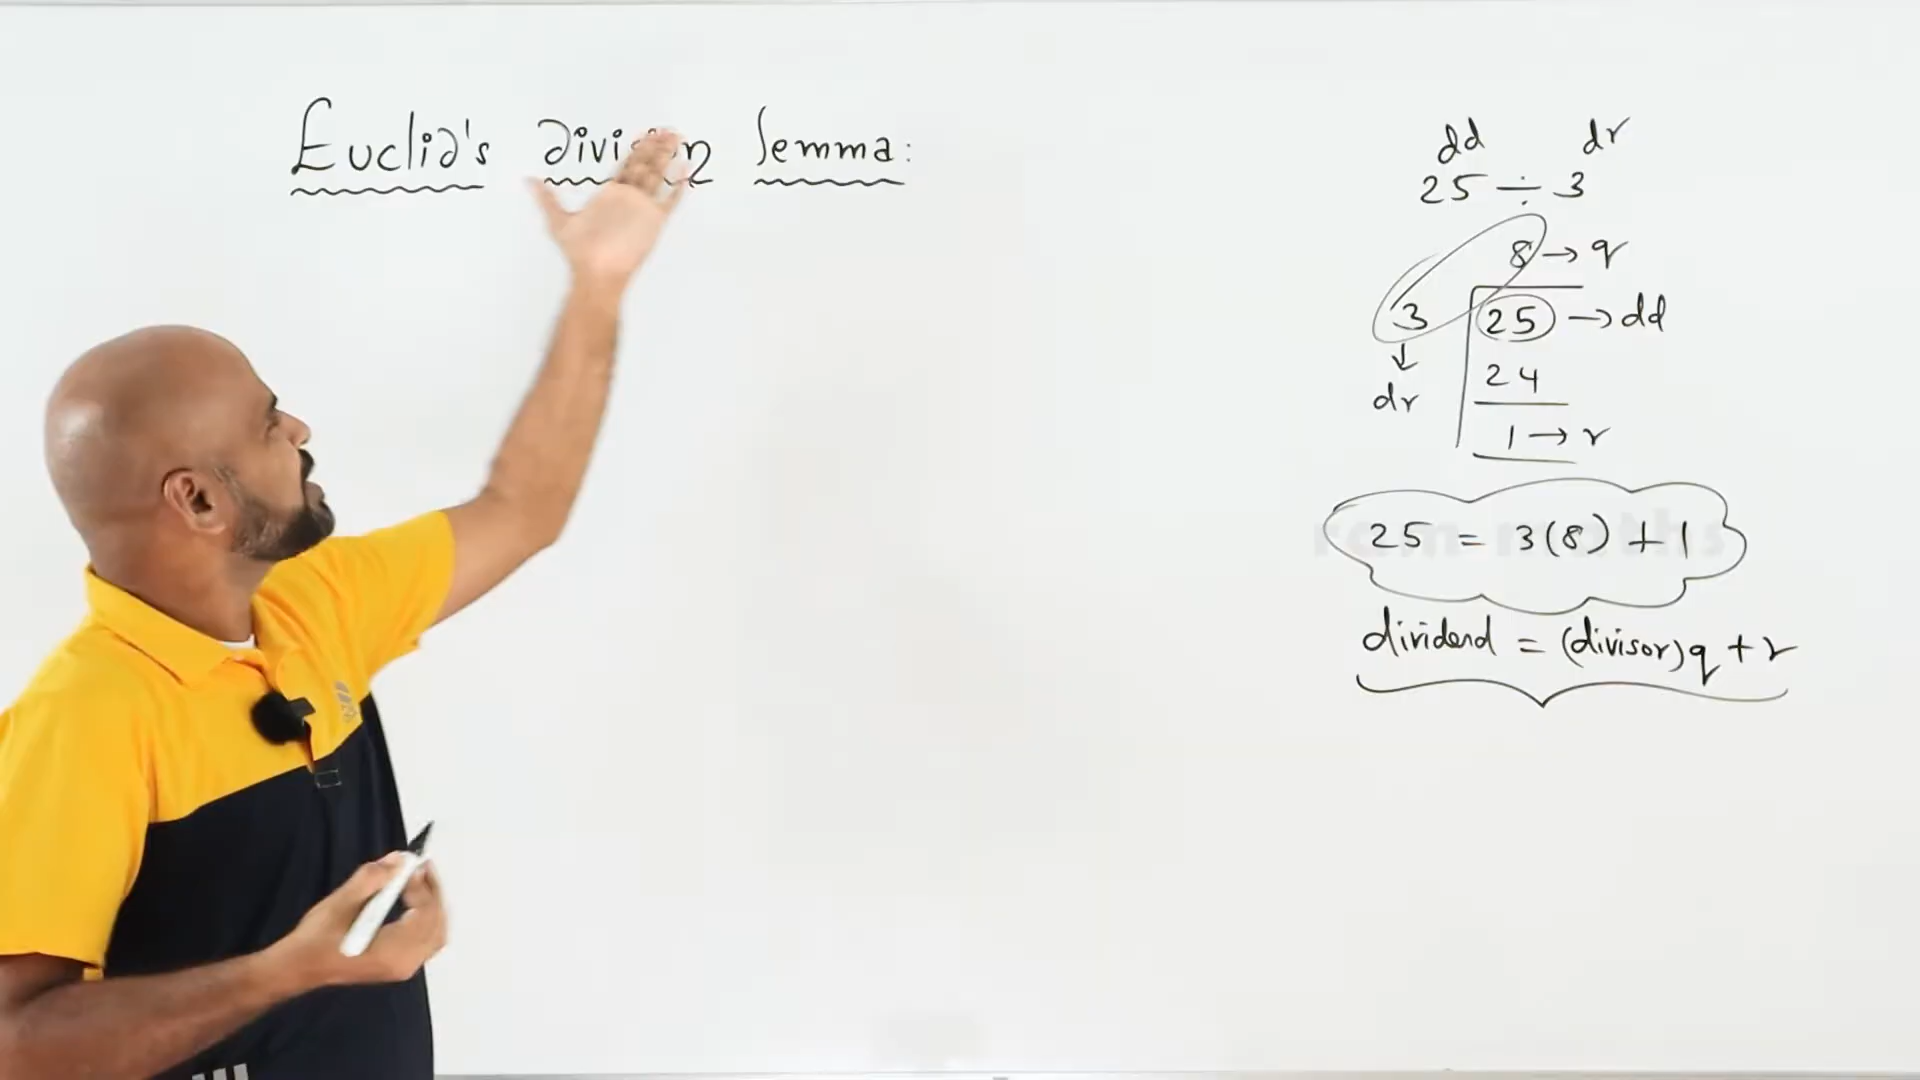 Euclid's division lemma:
dd dr
25 ÷ 3
8 → q
3 25 → dd
↓
dr
24
1 → r
25 = 3(8) + 1
dividend = (divisor)q + r